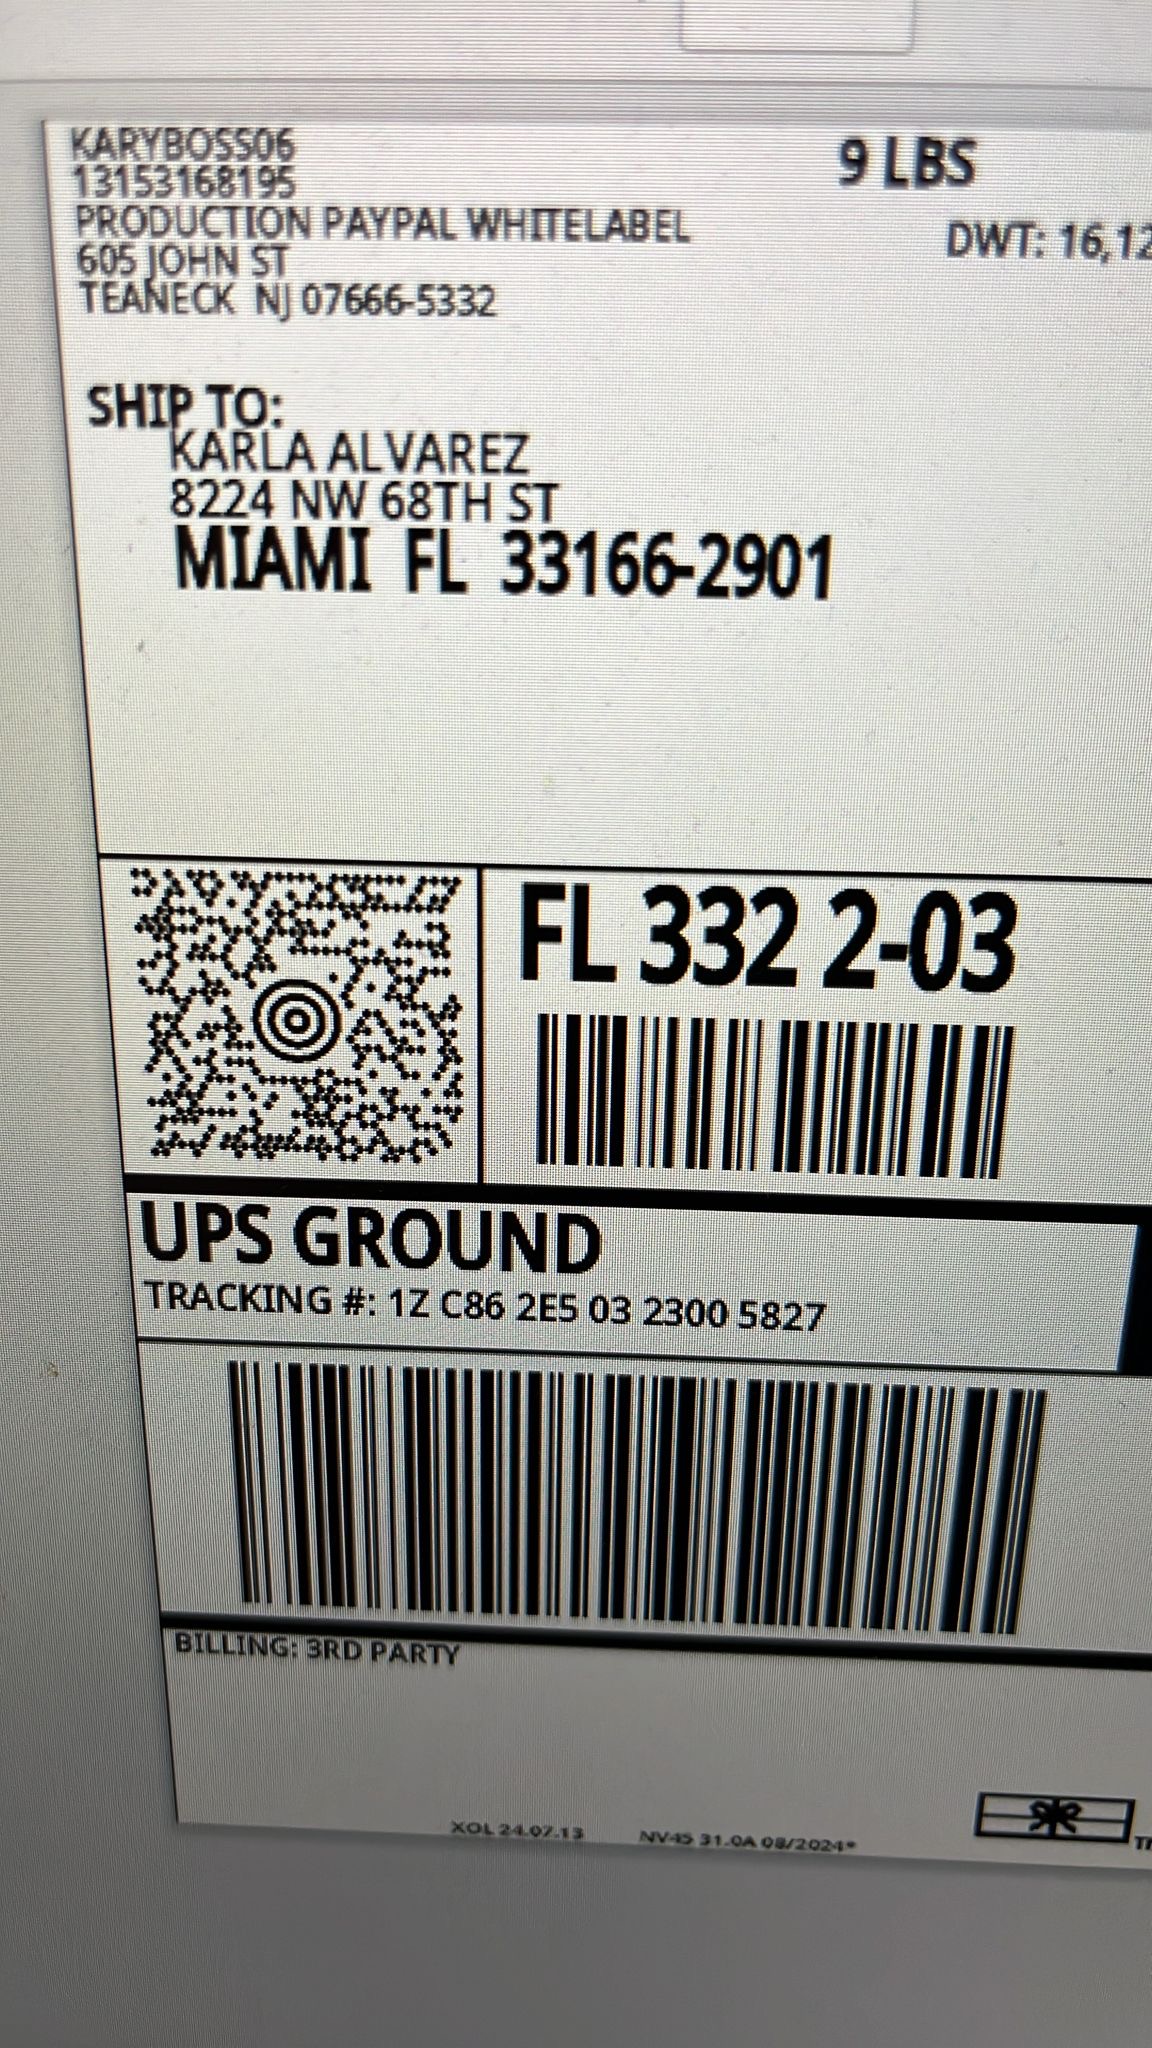 KARYBOSS06
13153168195
PRODUCTION PAYPAL WHITELABEL
605 JOHN ST
TEANECK NJ 07666-5332
9 LBS
DWT: 16,12
SHIP TO:
KARLA ALVAREZ
8224 NW 68TH ST
MIAMI FL 33166-2901
FL 332 2-03
UPS GROUND
TRACKING #: 1Z C86 2E5 03 2300 5827
BILLING: 3RD PARTY
XOL 24.07.13
NV45 31.0A 08/2024*